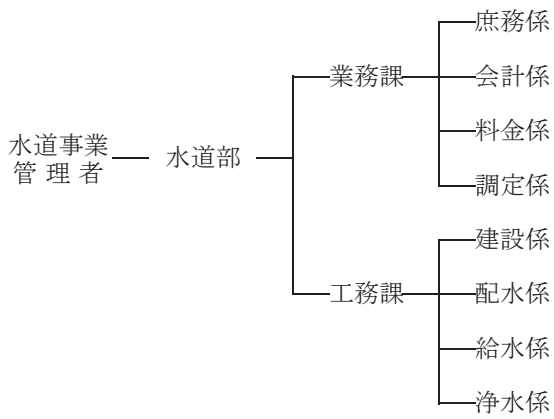 水道事業
管理者
水道部
業務課
庶務係
会計係
料金係
調定係
工務課
建設係
配水係
給水係
浄水係